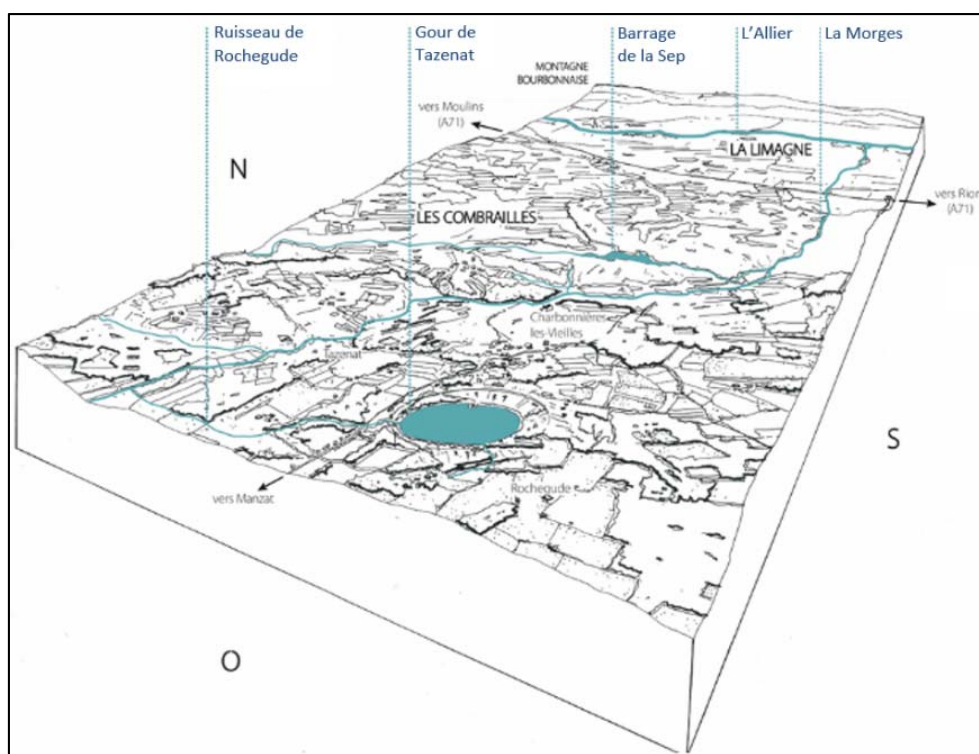 Ruisseau de
Rochegude
Gour de
Tazenat
Barrage
de la Sep
L'Allier
La Morges
MONTAGNE
BOURBONNAISE
vers Moulins
(A71)
N
LA LIMAGNE
vers Riom
(A71)
LES COMBRAILLES
Charbonnières
les-Vieilles
Tazenat
S
vers Manzat
Rochegude
O